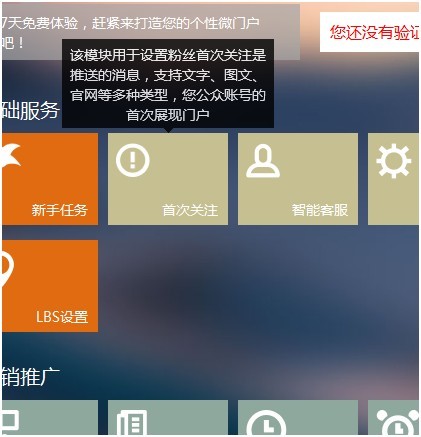 7天免费体验，赶紧来打造您的个性微门户
吧！
您还没有验证
该模块用于设置粉丝首次关注是
推送的消息，支持文字、图文、
官网等多种类型，您公众账号的
首次展现门户
础服务
新手任务
首次关注
智能客服
LBS设置
销推广